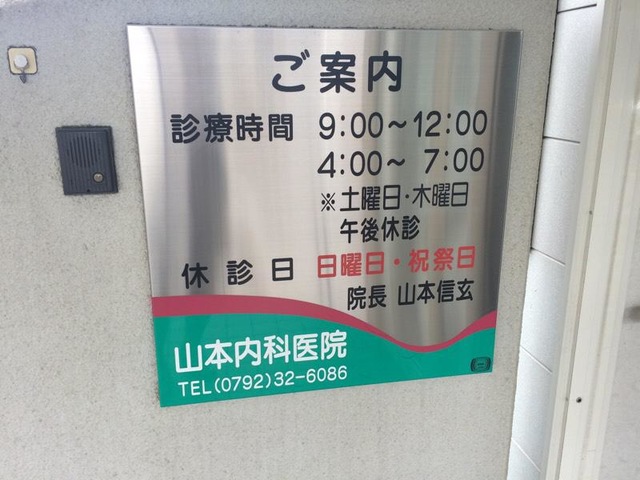 ご案内
診療時間 9:00～12:00
4:00～ 7:00
※土曜日・木曜日
午後休診
休診日 日曜日・祝祭日
院長 山本信玄
山本内科医院
TEL(0792)32-6086